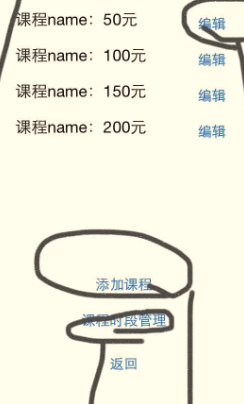 课程name：50元 编辑
课程name：100元 编辑
课程name：150元 编辑
课程name：200元 编辑
添加课程
课程时段管理
返回